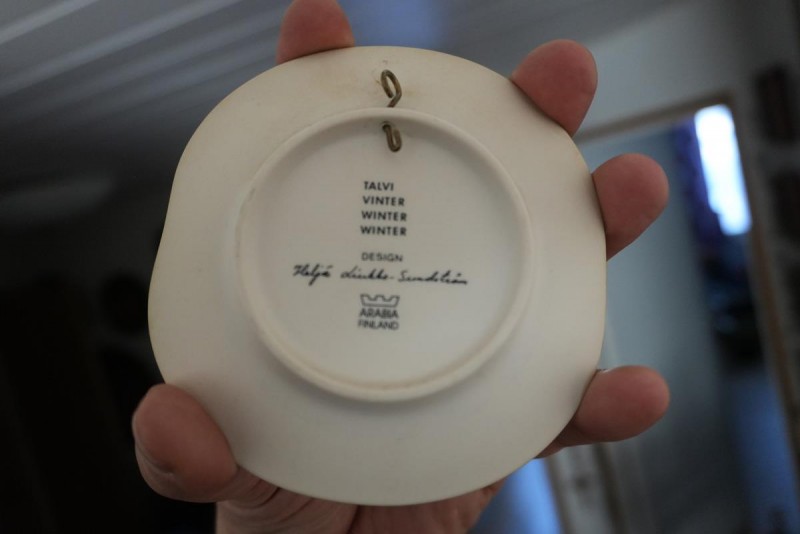 TALVI
VINTER
WINTER
WINTER
DESIGN
Heljä Liukko-Sundström
ARABIA
FINLAND